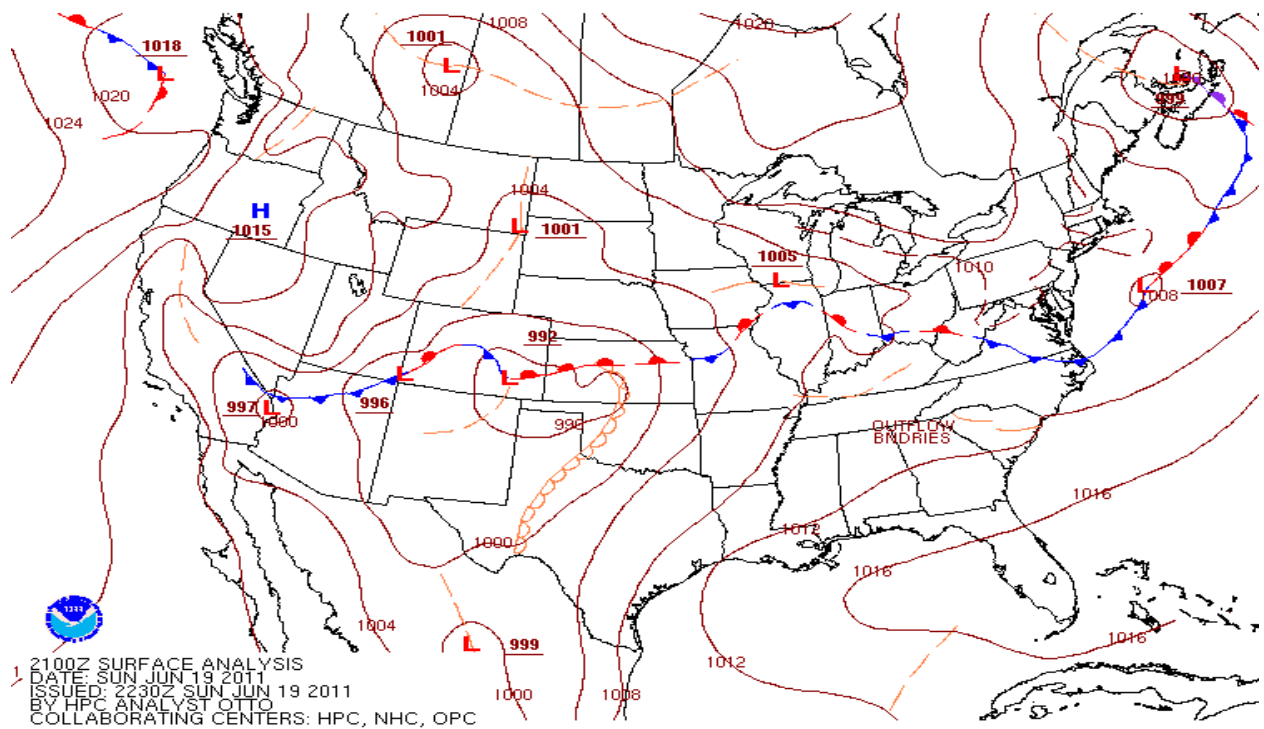 1008
1020
1001
1018
1004
1020
1024
999
1004
H
1015
1001
1005
1010
1007
1008
992
997
996
1000
996
OUTFLOW
BNDRIES
1016
1012
1000
1016
1004
1016
999
1012
1000
1008
2100Z SURFACE ANALYSIS
DATE: SUN JUN 19 2011
ISSUED: 2230Z SUN JUN 19 2011
BY HPC ANALYST OTTO
COLLABORATING CENTERS: HPC, NHC, OPC
L
L
L
L
L
L
L
L
L
L